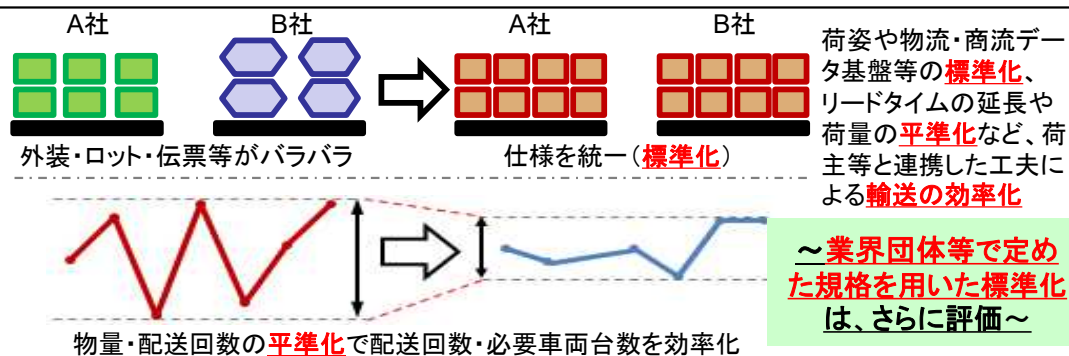 A社
B社
A社
B社
外装・ロット・伝票等がバラバラ
仕様を統一(標準化)
荷姿や物流・商流デー
タ基盤等の標準化、
リードタイムの延長や
荷量の平準化など、荷
主等と連携した工夫に
よる輸送の効率化
物量・配送回数の平準化で配送回数・必要車両台数を効率化
~業界団体等で定め
た規格を用いた標準化
は、さらに評価~